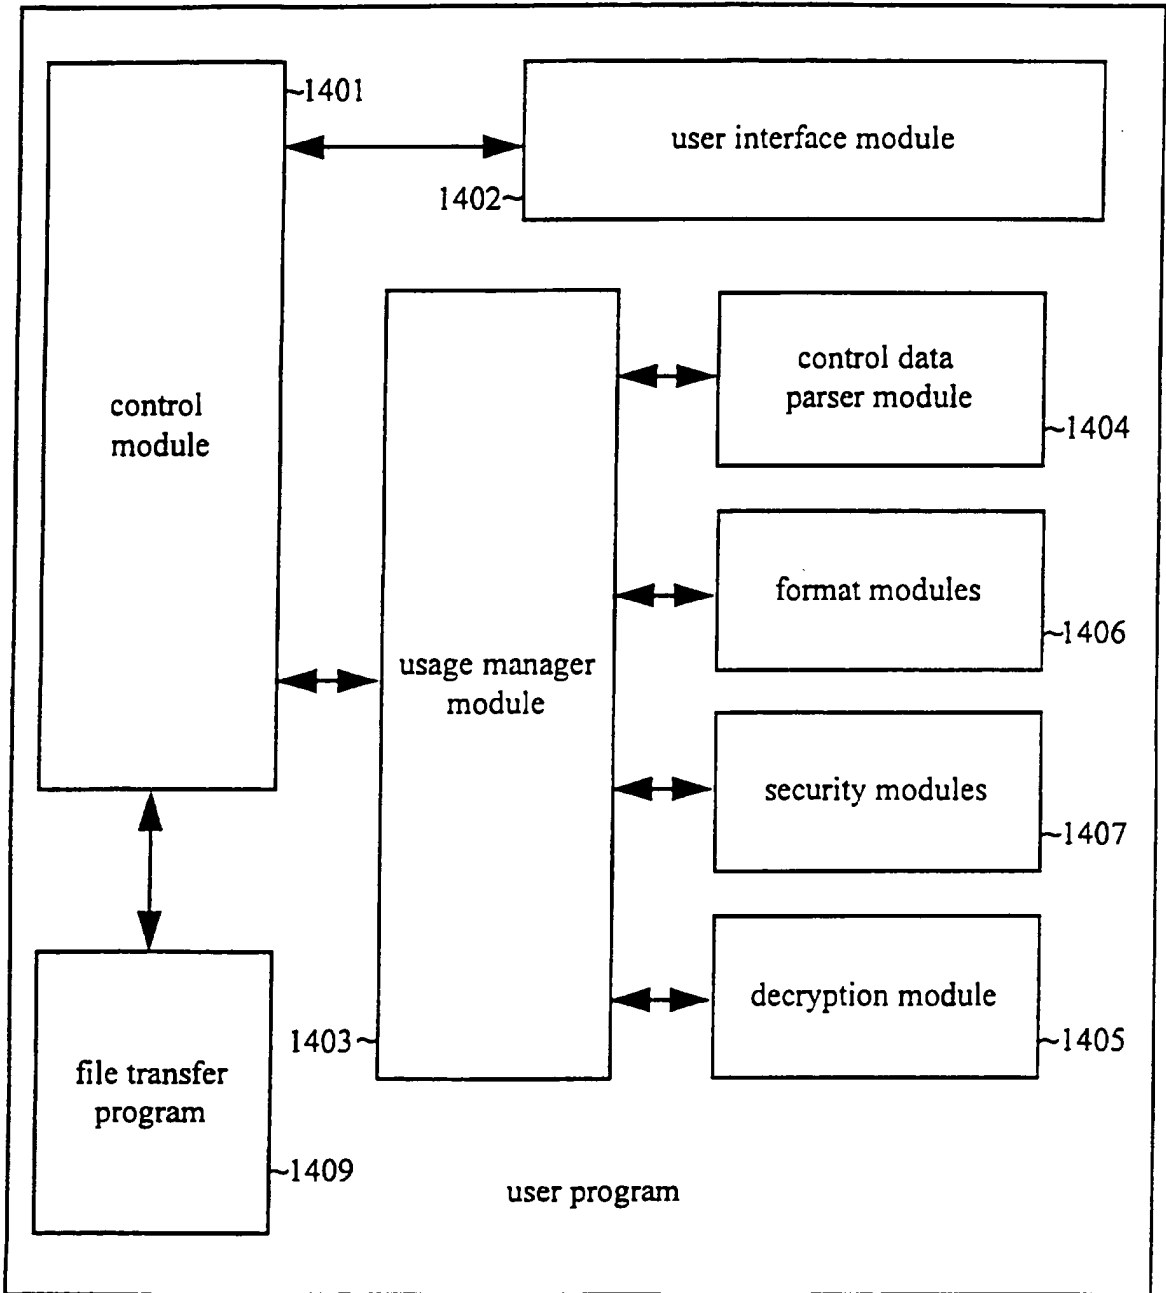 1401
user interface module
1402
control data
parser module
1404
control
module
format modules
1406
usage manager
module
security modules
1407
decryption module
1405
1403
file transfer
program
1409
user program